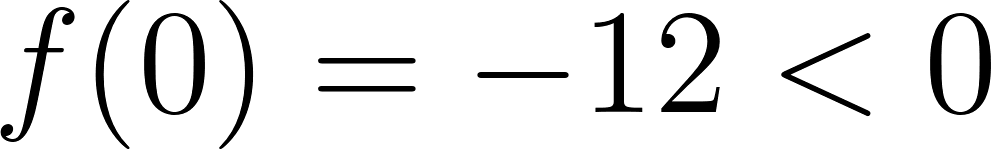 f(0) = −12 < 0